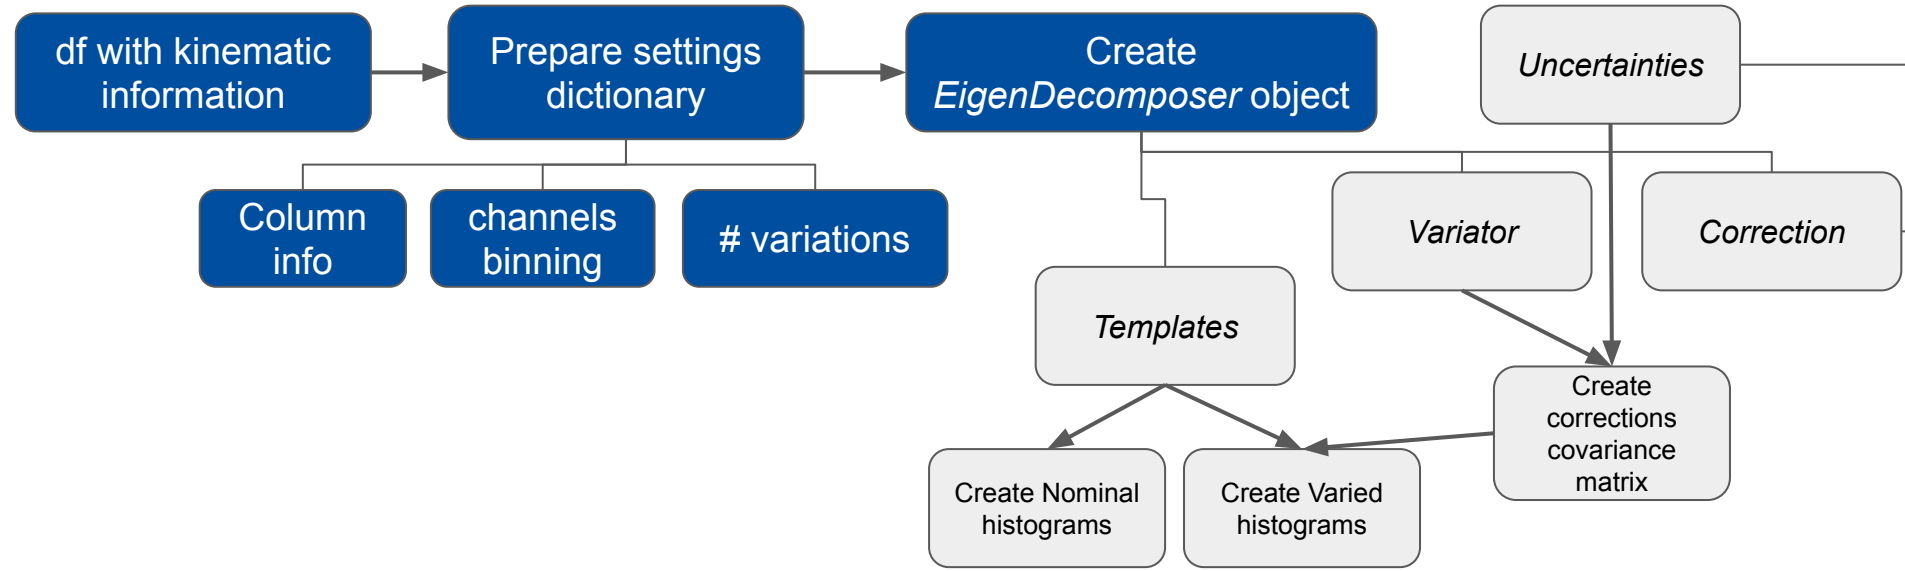 df with kinematic
information
Prepare settings
dictionary
Create
EigenDecomposer object
Uncertainties
Column
info
channels
binning
# variations
Variator
Correction
Templates
Create
corrections
covariance
matrix
Create Nominal
histograms
Create Varied
histograms